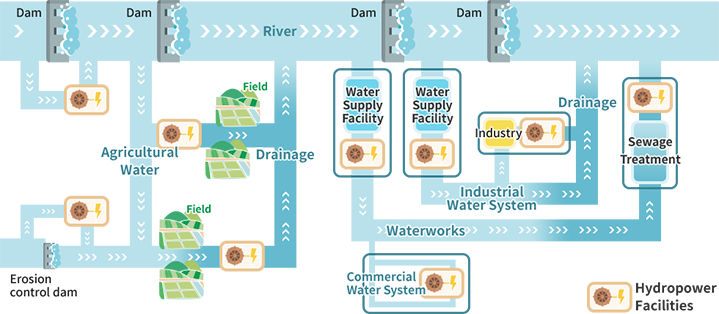 Dam
Dam
River
Dam
Dam
Field
Agricultural
Water
Drainage
Water
Supply
Facility
Water
Supply
Facility
Industry
Drainage
Sewage
Treatment
Industrial
Water System
Field
Waterworks
Erosion
control dam
Commercial
Water System
Hydropower
Facilities